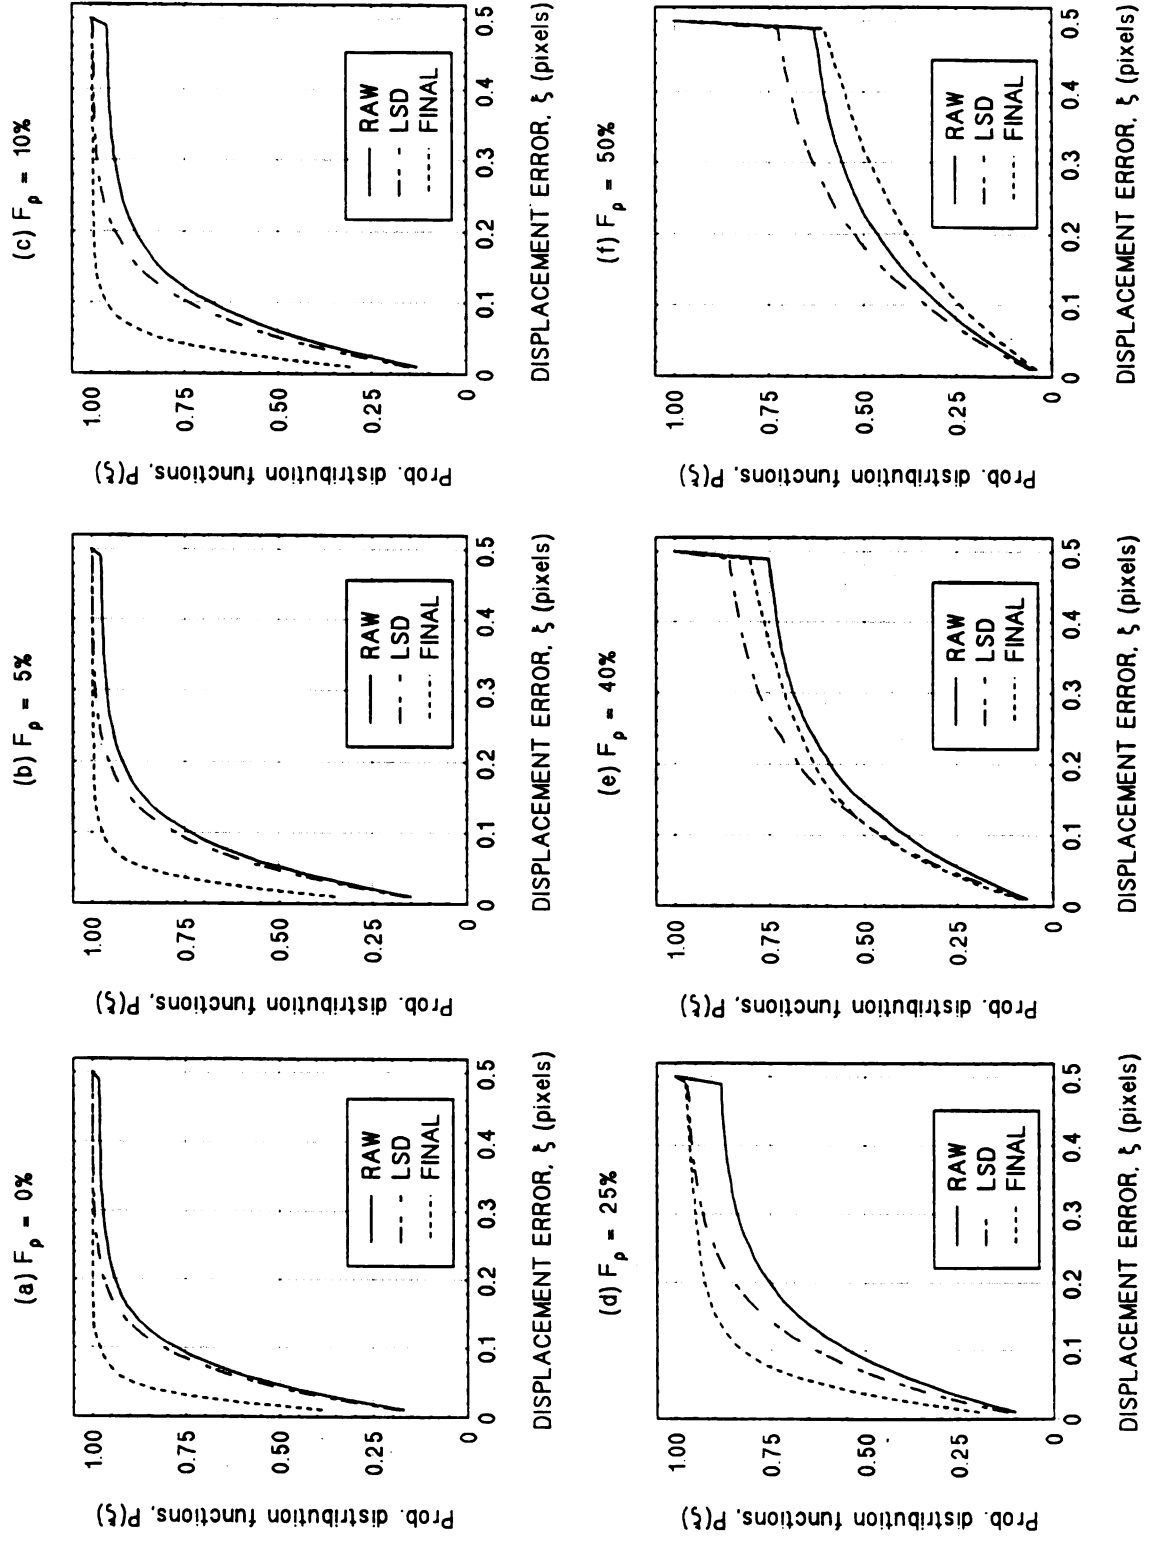 (a) Fρ = 0%
Prob. distribution functions, P(ξ)
1.00
0.75
0.50
0.25
0
0 0.1 0.2 0.3 0.4 0.5
DISPLACEMENT ERROR, ξ (pixels)
RAW
LSD
FINAL
(b) Fρ = 5%
Prob. distribution functions, P(ξ)
1.00
0.75
0.50
0.25
0
0 0.1 0.2 0.3 0.4 0.5
DISPLACEMENT ERROR, ξ (pixels)
RAW
LSD
FINAL
(c) Fρ = 10%
Prob. distribution functions, P(ξ)
1.00
0.75
0.50
0.25
0
0 0.1 0.2 0.3 0.4 0.5
DISPLACEMENT ERROR, ξ (pixels)
RAW
LSD
FINAL
(d) Fρ = 25%
Prob. distribution functions, P(ξ)
1.00
0.75
0.50
0.25
0
0 0.1 0.2 0.3 0.4 0.5
DISPLACEMENT ERROR, ξ (pixels)
RAW
LSD
FINAL
(e) Fρ = 40%
Prob. distribution functions, P(ξ)
1.00
0.75
0.50
0.25
0
0 0.1 0.2 0.3 0.4 0.5
DISPLACEMENT ERROR, ξ (pixels)
RAW
LSD
FINAL
(f) Fρ = 50%
Prob. distribution functions, P(ξ)
1.00
0.75
0.50
0.25
0
0 0.1 0.2 0.3 0.4 0.5
DISPLACEMENT ERROR, ξ (pixels)
RAW
LSD
FINAL